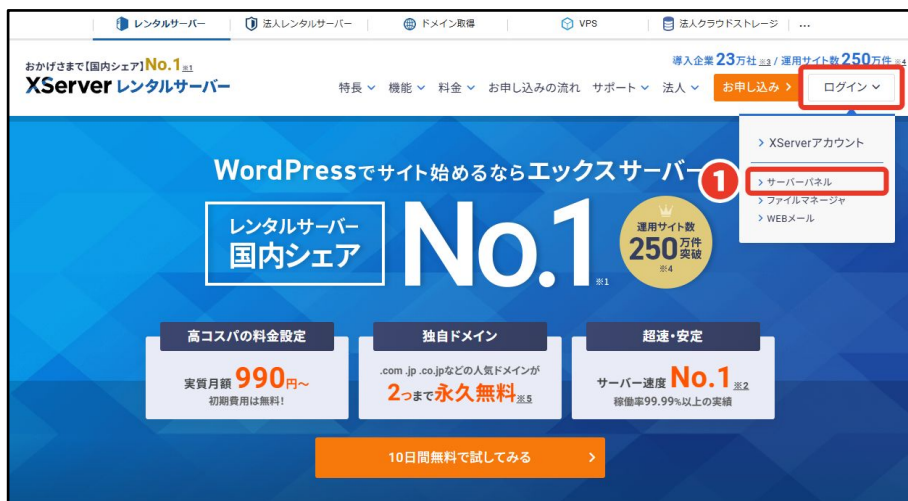 レンタルサーバー 法人レンタルサーバー ドメイン取得 VPS 法人クラウドストレージ ...
おかげさまで【国内シェア】No.1※1
導入企業23万社※3 / 運用サイト数250万件※4
XServer レンタルサーバー
特長 機能 料金 お申し込みの流れ サポート 法人 お申し込み ログイン
XServerアカウント
1
サーバーパネル
ファイルマネージャ
WEBメール
WordPressでサイト始めるならエックスサーバー
レンタルサーバー
国内シェア
No.1※1
運用サイト数
250万件突破
※4
高コスパの料金設定
実質月額 990円~
初期費用は無料!
独自ドメイン
.com .jp .co.jpなどの人気ドメインが
2つまで永久無料※5
超速・安定
サーバー速度 No.1※2
稼働率99.99%以上の実績
10日間無料で試してみる